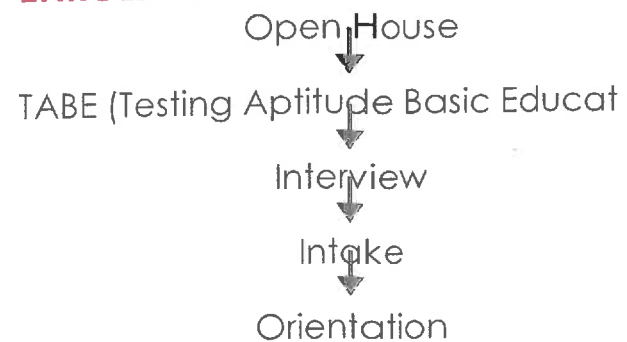 Open House
TABE (Testing Aptitude Basic Educat
Interview
Intake
Orientation